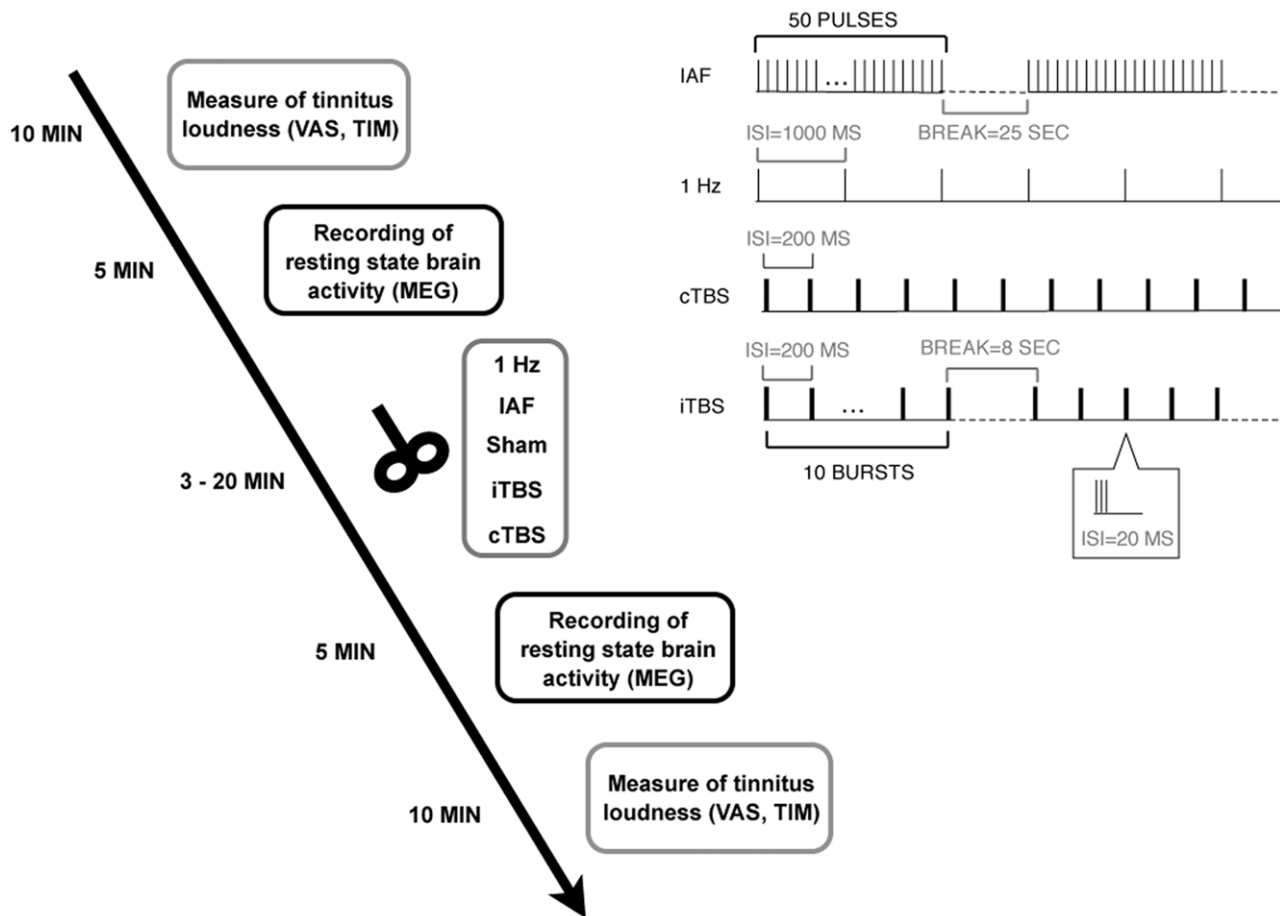 10 MIN
Measure of tinnitus
loudness (VAS, TIM)
5 MIN
Recording of
resting state brain
activity (MEG)
3 - 20 MIN
1 Hz
IAF
Sham
iTBS
cTBS
5 MIN
Recording of
resting state brain
activity (MEG)
10 MIN
Measure of tinnitus
loudness (VAS, TIM)
50 PULSES
IAF
...
BREAK=25 SEC
ISI=1000 MS
1 Hz
ISI=200 MS
cTBS
ISI=200 MS
BREAK=8 SEC
iTBS
...
10 BURSTS
ISI=20 MS